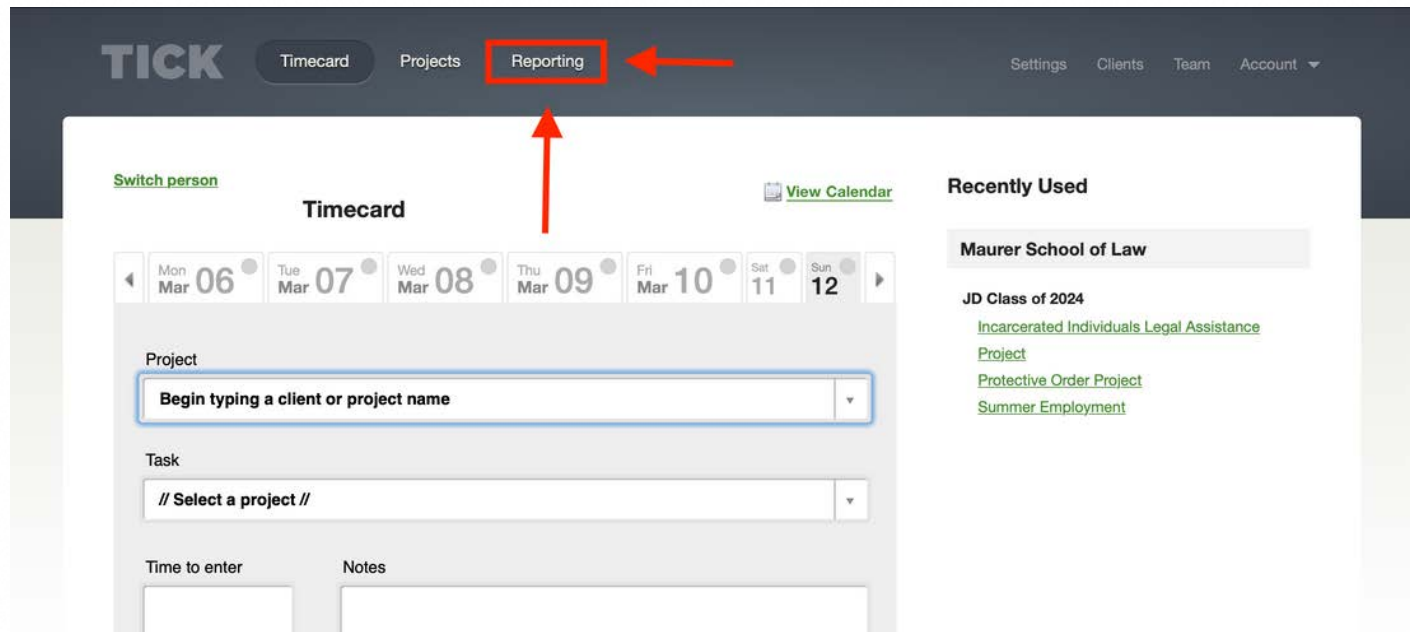 TICK Timecard Projects Reporting Settings Clients Team Account
Switch person
View Calendar
Timecard
Mon Mar 06 Tue Mar 07 Wed Mar 08 Thu Mar 09 Fri Mar 10 Sat 11 Sun 12
Project
Begin typing a client or project name
Task
// Select a project //
Time to enter Notes
Recently Used
Maurer School of Law
JD Class of 2024
Incarcerated Individuals Legal Assistance
Project
Protective Order Project
Summer Employment